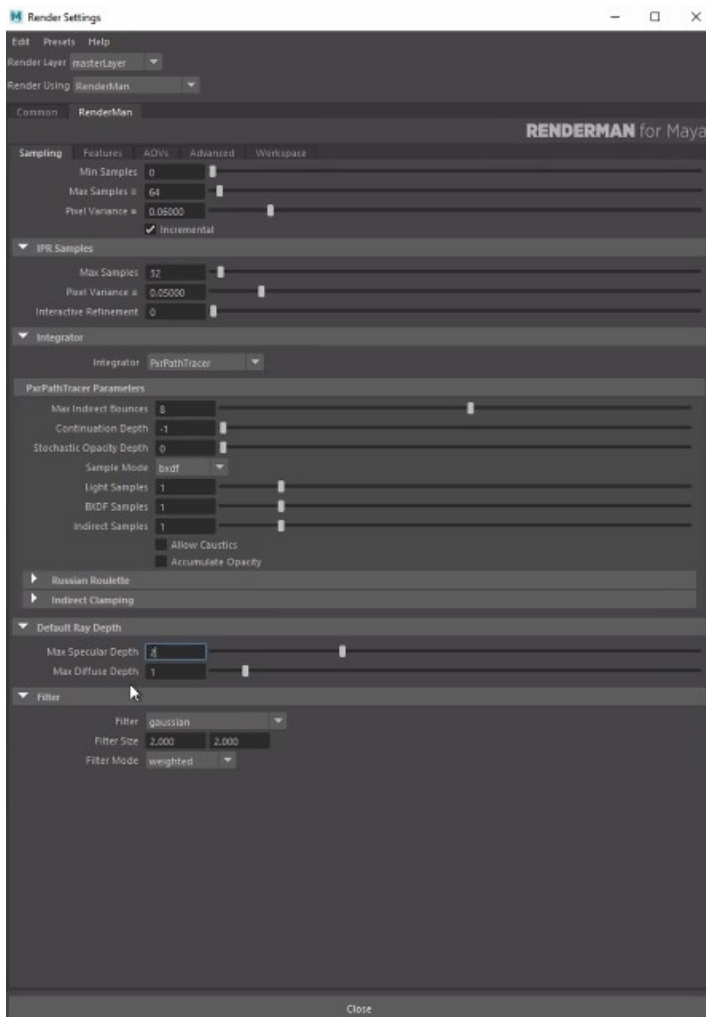 Render Settings
Edit Presets Help
Render Layer masterLayer
Render Using RenderMan
Common RenderMan
RENDERMAN for Maya
Sampling Features AOVs Advanced Workspace
Min Samples 0
Max Samples = 64
Pixel Variance = 0.06000
Incremental
IPR Samples
Max Samples 32
Pixel Variance = 0.05000
Interactive Refinement 0
Integrator
Integrator PxrPathTracer
PxrPathTracer Parameters
Max Indirect Bounces 8
Continuation Depth -1
Stochastic Opacity Depth 0
Sample Mode bxdf
Light Samples 1
BXDF Samples 1
Indirect Samples 1
Allow Caustics
Accumulate Opacity
Russian Roulette
Indirect Clamping
Default Ray Depth
Max Specular Depth
Max Diffuse Depth 1
Filter
Filter gaussian
Filter Size 2.000 2.000
Filter Mode weighted
Close